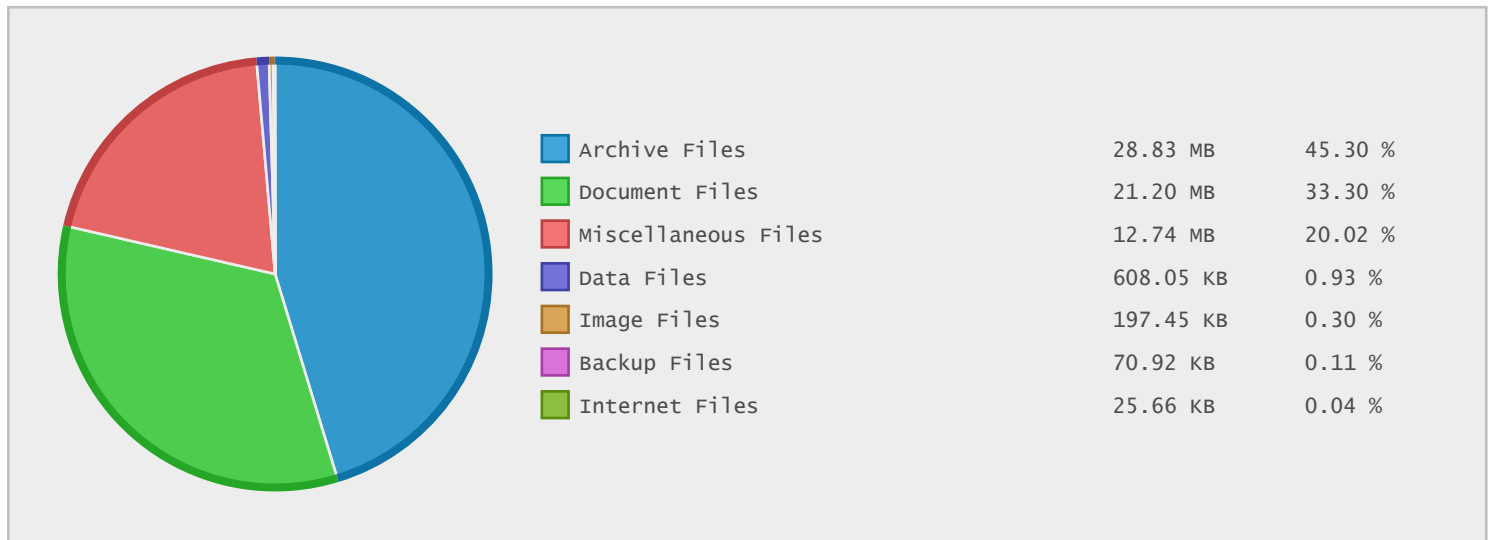 Archive Files 28.83 MB 45.30 %
Document Files 21.20 MB 33.30 %
Miscellaneous Files 12.74 MB 20.02 %
Data Files 608.05 KB 0.93 %
Image Files 197.45 KB 0.30 %
Backup Files 70.92 KB 0.11 %
Internet Files 25.66 KB 0.04 %